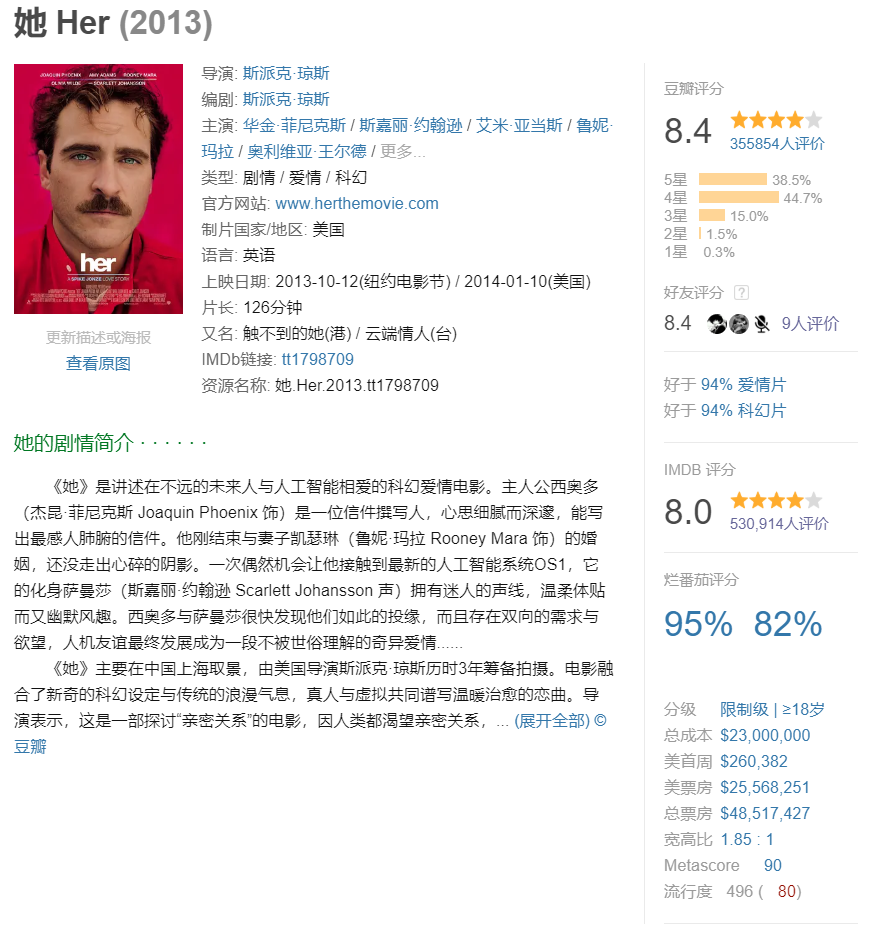 她 Her (2013)
JOAQUIN PHOENIX AMY ADAMS ROONEY MARA
OLIVIA WILDE SCARLETT JOHANSSON
her
A SPIKE JONZE LOVE STORY
更新描述或海报
查看原图
导演: 斯派克·琼斯
编剧: 斯派克·琼斯
主演: 华金·菲尼克斯 / 斯嘉丽·约翰逊 / 艾米·亚当斯 / 鲁妮·
玛拉 / 奥利维亚·王尔德 / 更多...
类型: 剧情 / 爱情 / 科幻
官方网站: www.herthemovie.com
制片国家/地区: 美国
语言: 英语
上映日期: 2013-10-12(纽约电影节) / 2014-01-10(美国)
片长: 126分钟
又名: 触不到的她(港) / 云端情人(台)
IMDb链接: tt1798709
资源名称: 她.Her.2013.tt1798709
豆瓣评分
8.4
355854人评价
5星 38.5%
4星 44.7%
3星 15.0%
2星 1.5%
1星 0.3%
好友评分 ?
8.4 9人评价
好于 94% 爱情片
好于 94% 科幻片
IMDB 评分
8.0
530,914人评价
烂番茄评分
95% 82%
分级 限制级 | ≥18岁
总成本 $23,000,000
美首周 $260,382
美票房 $25,568,251
总票房 $48,517,427
宽高比 1.85 : 1
Metascore 90
流行度 496 ( 80)
她的剧情简介 · · · · · ·
《她》是讲述在不远的未来人与人工智能相爱的科幻爱情电影。主人公西奥多
（杰昆·菲尼克斯 Joaquin Phoenix 饰）是一位信件撰写人，心思细腻而深邃，能写
出最感人肺腑的信件。他刚结束与妻子凯瑟琳（鲁妮·玛拉 Rooney Mara 饰）的婚
姻，还没走出心碎的阴影。一次偶然机会让他接触到最新的人工智能系统OS1，它
的化身萨曼莎（斯嘉丽·约翰逊 Scarlett Johansson 声）拥有迷人的声线，温柔体贴
而又幽默风趣。西奥多与萨曼莎很快发现他们如此的投缘，而且存在双向的需求与
欲望，人机友谊最终发展成为一段不被世俗理解的奇异爱情......
《她》主要在中国上海取景，由美国导演斯派克·琼斯历时3年筹备拍摄。电影融
合了新奇的科幻设定与传统的浪漫气息，真人与虚拟共同谱写温暖治愈的恋曲。导
演表示，这是一部探讨“亲密关系”的电影，因人类都渴望亲密关系，... (展开全部) ©
豆瓣